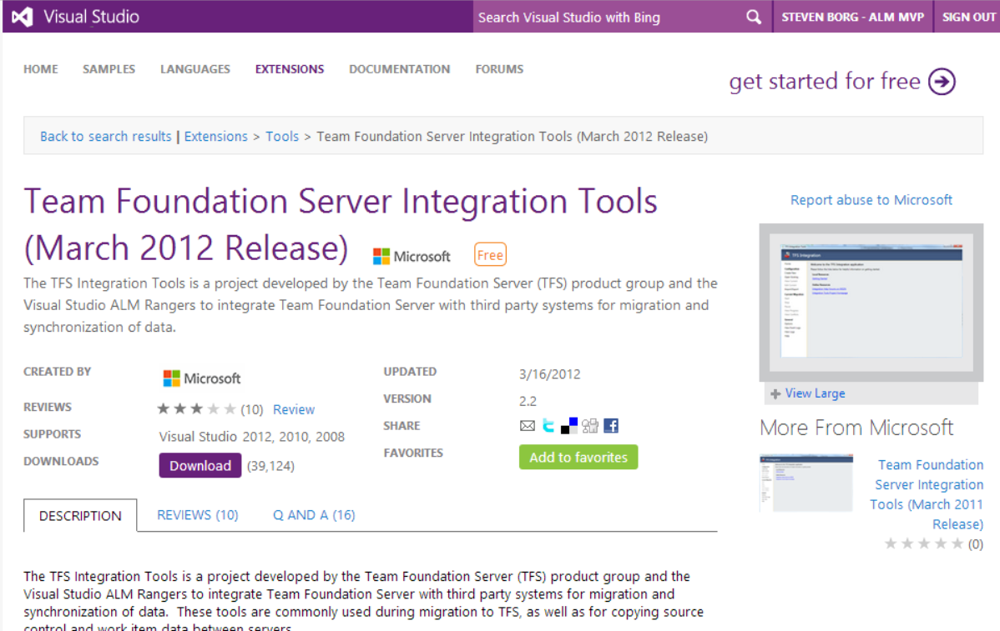 Visual Studio
Search Visual Studio with Bing
STEVEN BORG - ALM MVP
SIGN OUT
HOME SAMPLES LANGUAGES EXTENSIONS DOCUMENTATION FORUMS
get started for free
Back to search results | Extensions > Tools > Team Foundation Server Integration Tools (March 2012 Release)
Team Foundation Server Integration Tools
(March 2012 Release) Microsoft Free
The TFS Integration Tools is a project developed by the Team Foundation Server (TFS) product group and the
Visual Studio ALM Rangers to integrate Team Foundation Server with third party systems for migration and
synchronization of data.
CREATED BY Microsoft
REVIEWS (10) Review
SUPPORTS Visual Studio 2012, 2010, 2008
DOWNLOADS Download (39,124)
UPDATED 3/16/2012
VERSION 2.2
SHARE
FAVORITES Add to favorites
DESCRIPTION REVIEWS (10) Q AND A (16)
The TFS Integration Tools is a project developed by the Team Foundation Server (TFS) product group and the
Visual Studio ALM Rangers to integrate Team Foundation Server with third party systems for migration and
synchronization of data. These tools are commonly used during migration to TFS, as well as for copying source
control and work item data between servers.
Report abuse to Microsoft
TFS Integration
View Large
More From Microsoft
Team Foundation
Server Integration
Tools (March 2011
Release)
(0)